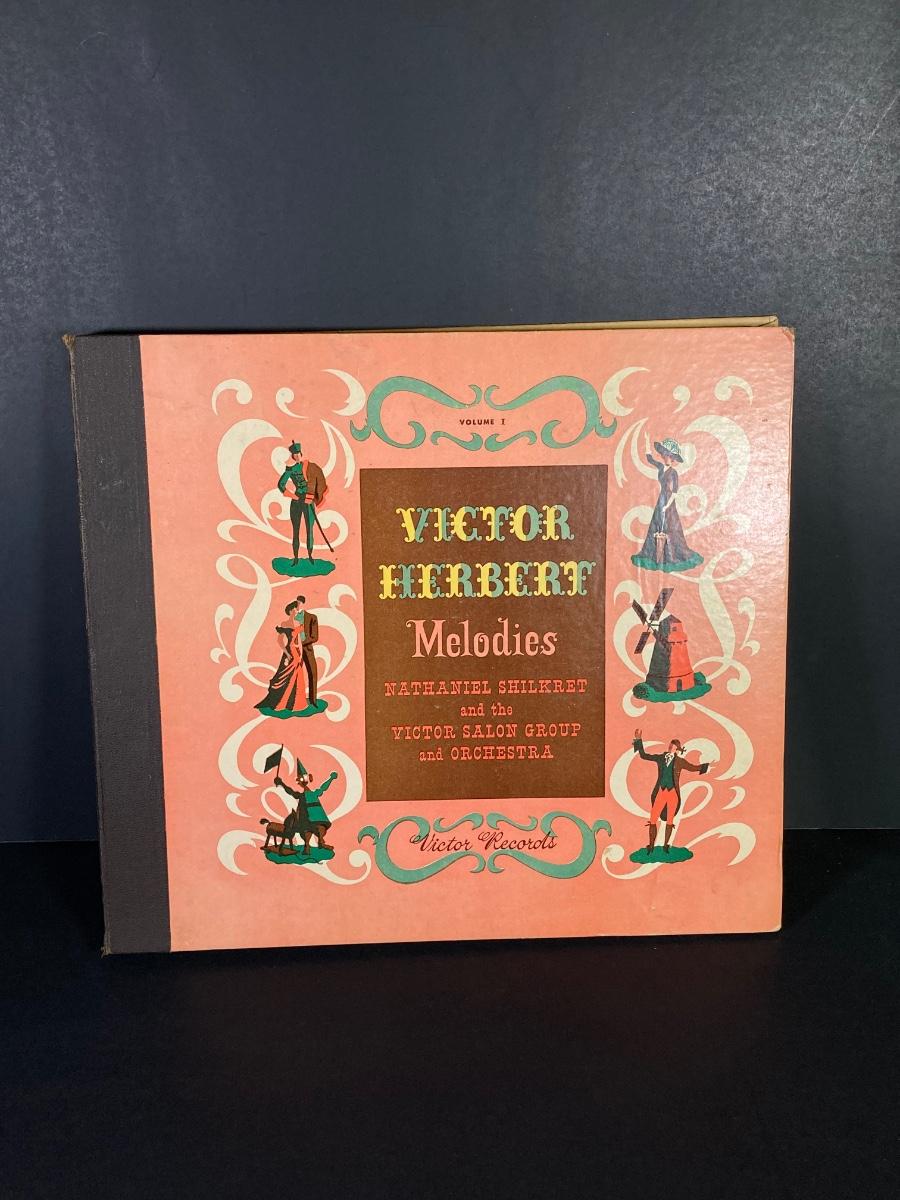 VOLUME I
VICTOR
HERBERT
Melodies
NATHANIEL SHILKRET
and the
VICTOR SALON GROUP
and ORCHESTRA
Victor Records